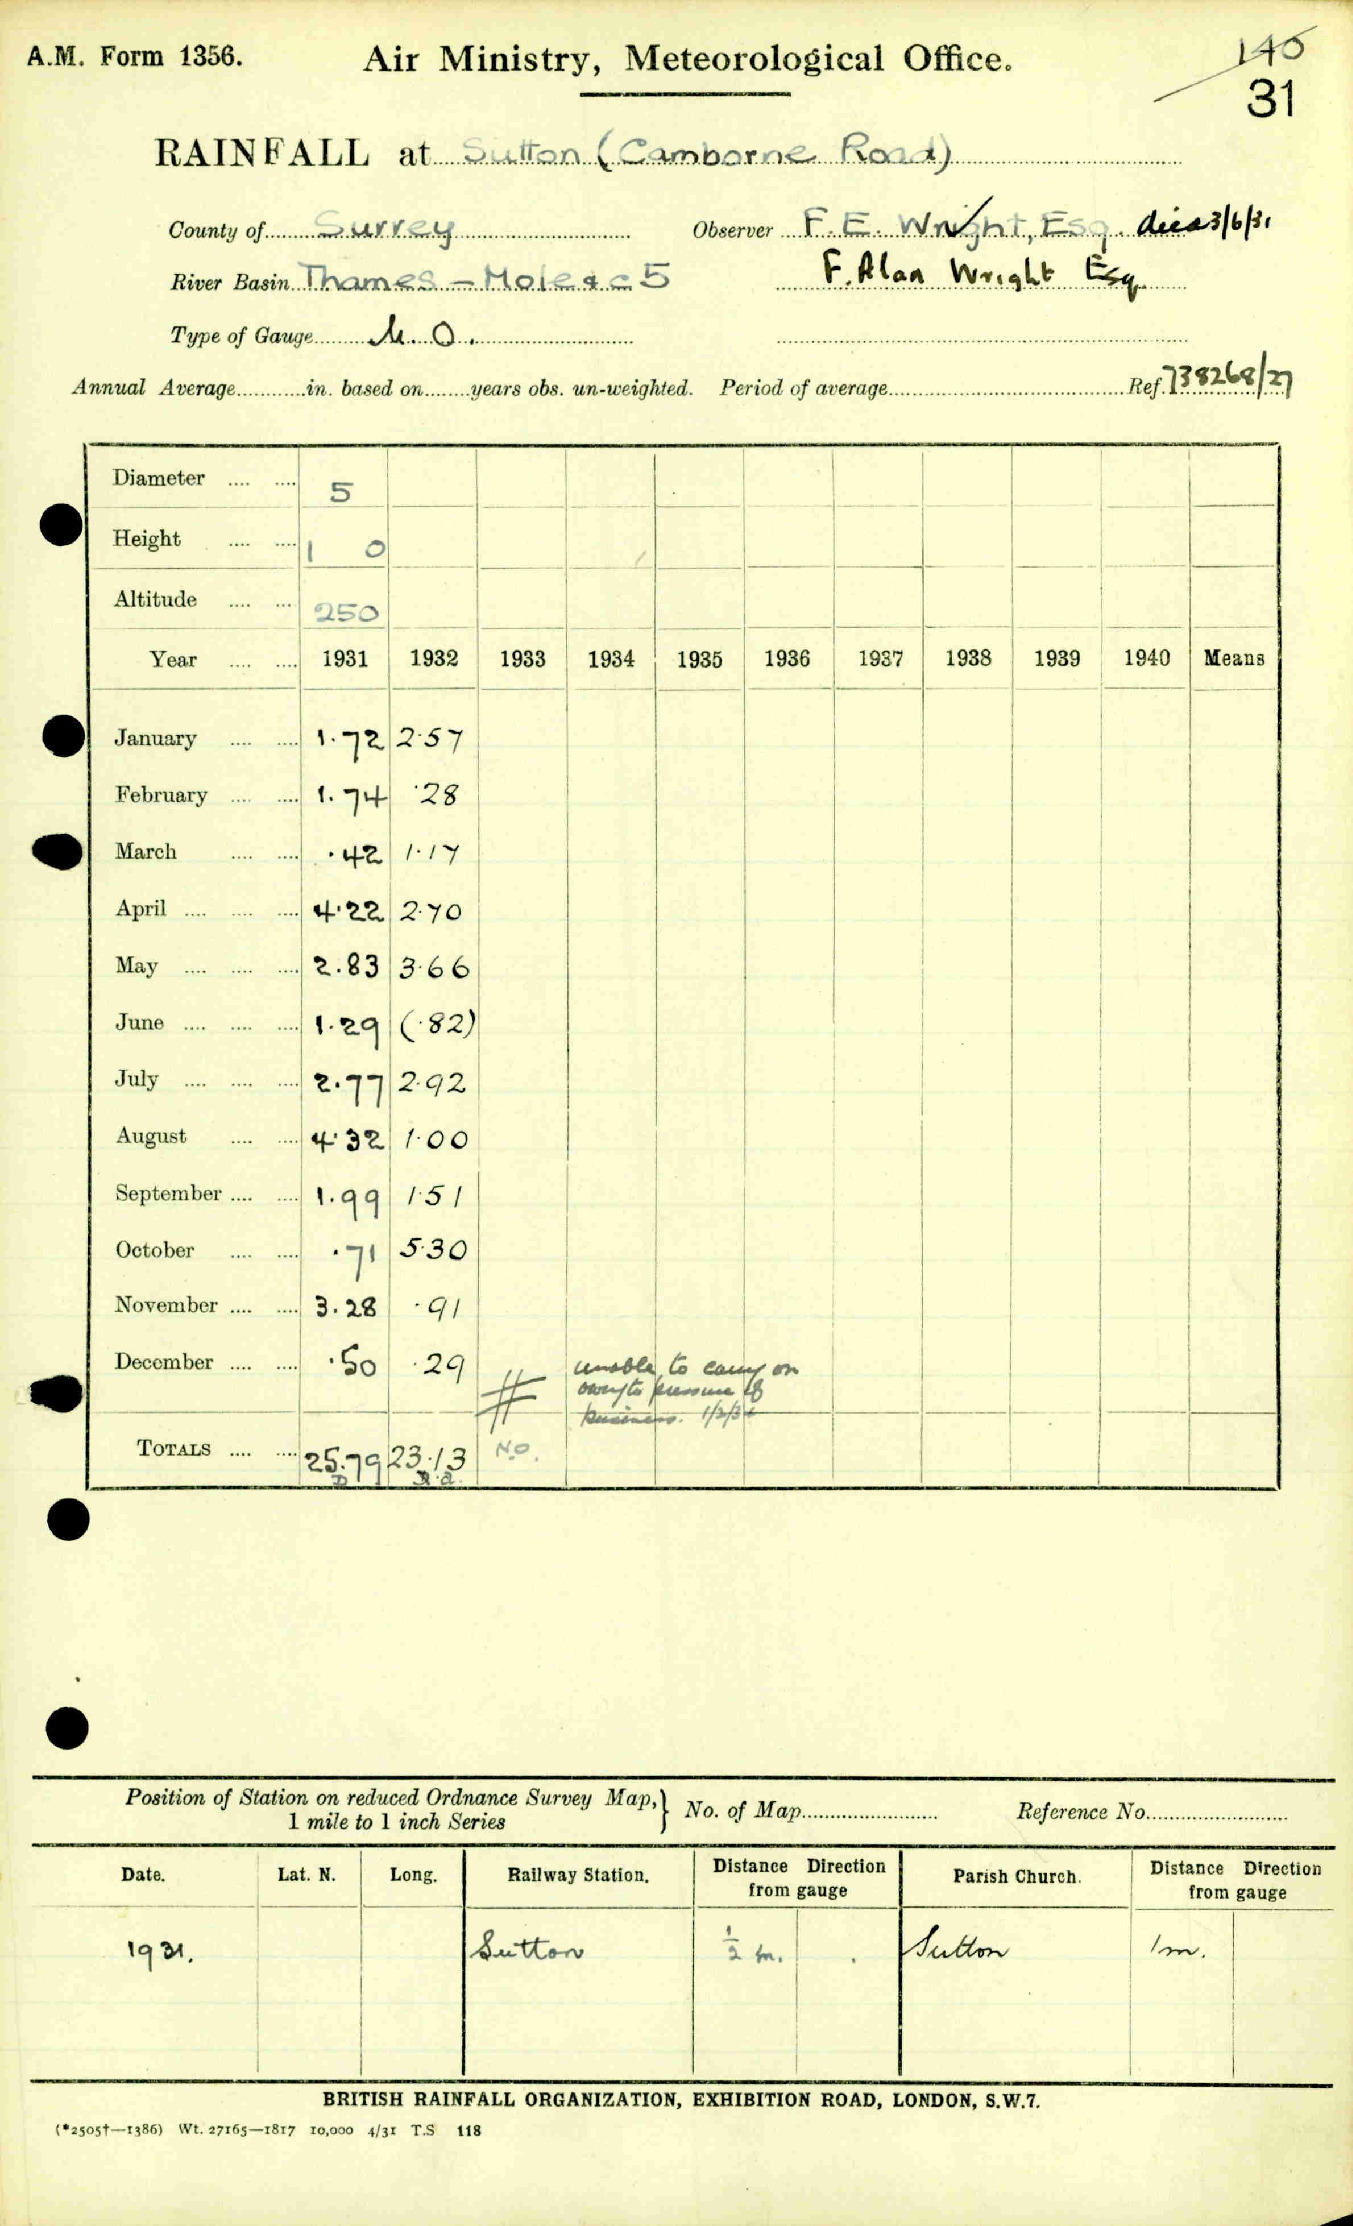 A.M. Form 1356.
Air Ministry, Meteorological Office.
140
31
RAINFALL at Sutton (Camborne Road)
County of Surrey
Observer F. E. Wright, Esq. died 3/6/31
River Basin Thames - Mole &c 5
F. Alan Wright Esq.
Type of Gauge M.O.
Annual Average in. based on years obs. un-weighted. Period of average Ref. 738268/27
Diameter 5
Height 1 0
Altitude 250
Year 1931 1932 1933 1934 1935 1936 1937 1938 1939 1940 Means
January 1.72 2.57
February 1.74 .28
March .42 1.17
April 4.22 2.70
May 2.83 3.66
June 1.29 (.82)
July 2.77 2.92
August 4.32 1.00
September 1.99 1.51
October .71 5.30
November 3.28 .91
December .50 .29
unable to carry on
owing to pressure of
business.
TOTALS 25.79 23.13 No.
Position of Station on reduced Ordnance Survey Map, } No. of Map Reference No.
1 mile to 1 inch Series
Date. Lat. N. Long. Railway Station. Distance Direction from gauge Parish Church. Distance Direction from gauge
1931. Sutton 1/2 m. Sutton 1m.
BRITISH RAINFALL ORGANIZATION, EXHIBITION ROAD, LONDON, S.W.7.
(*2505†—1386) Wt. 27165—1817 10,000 4/31 T.S 118